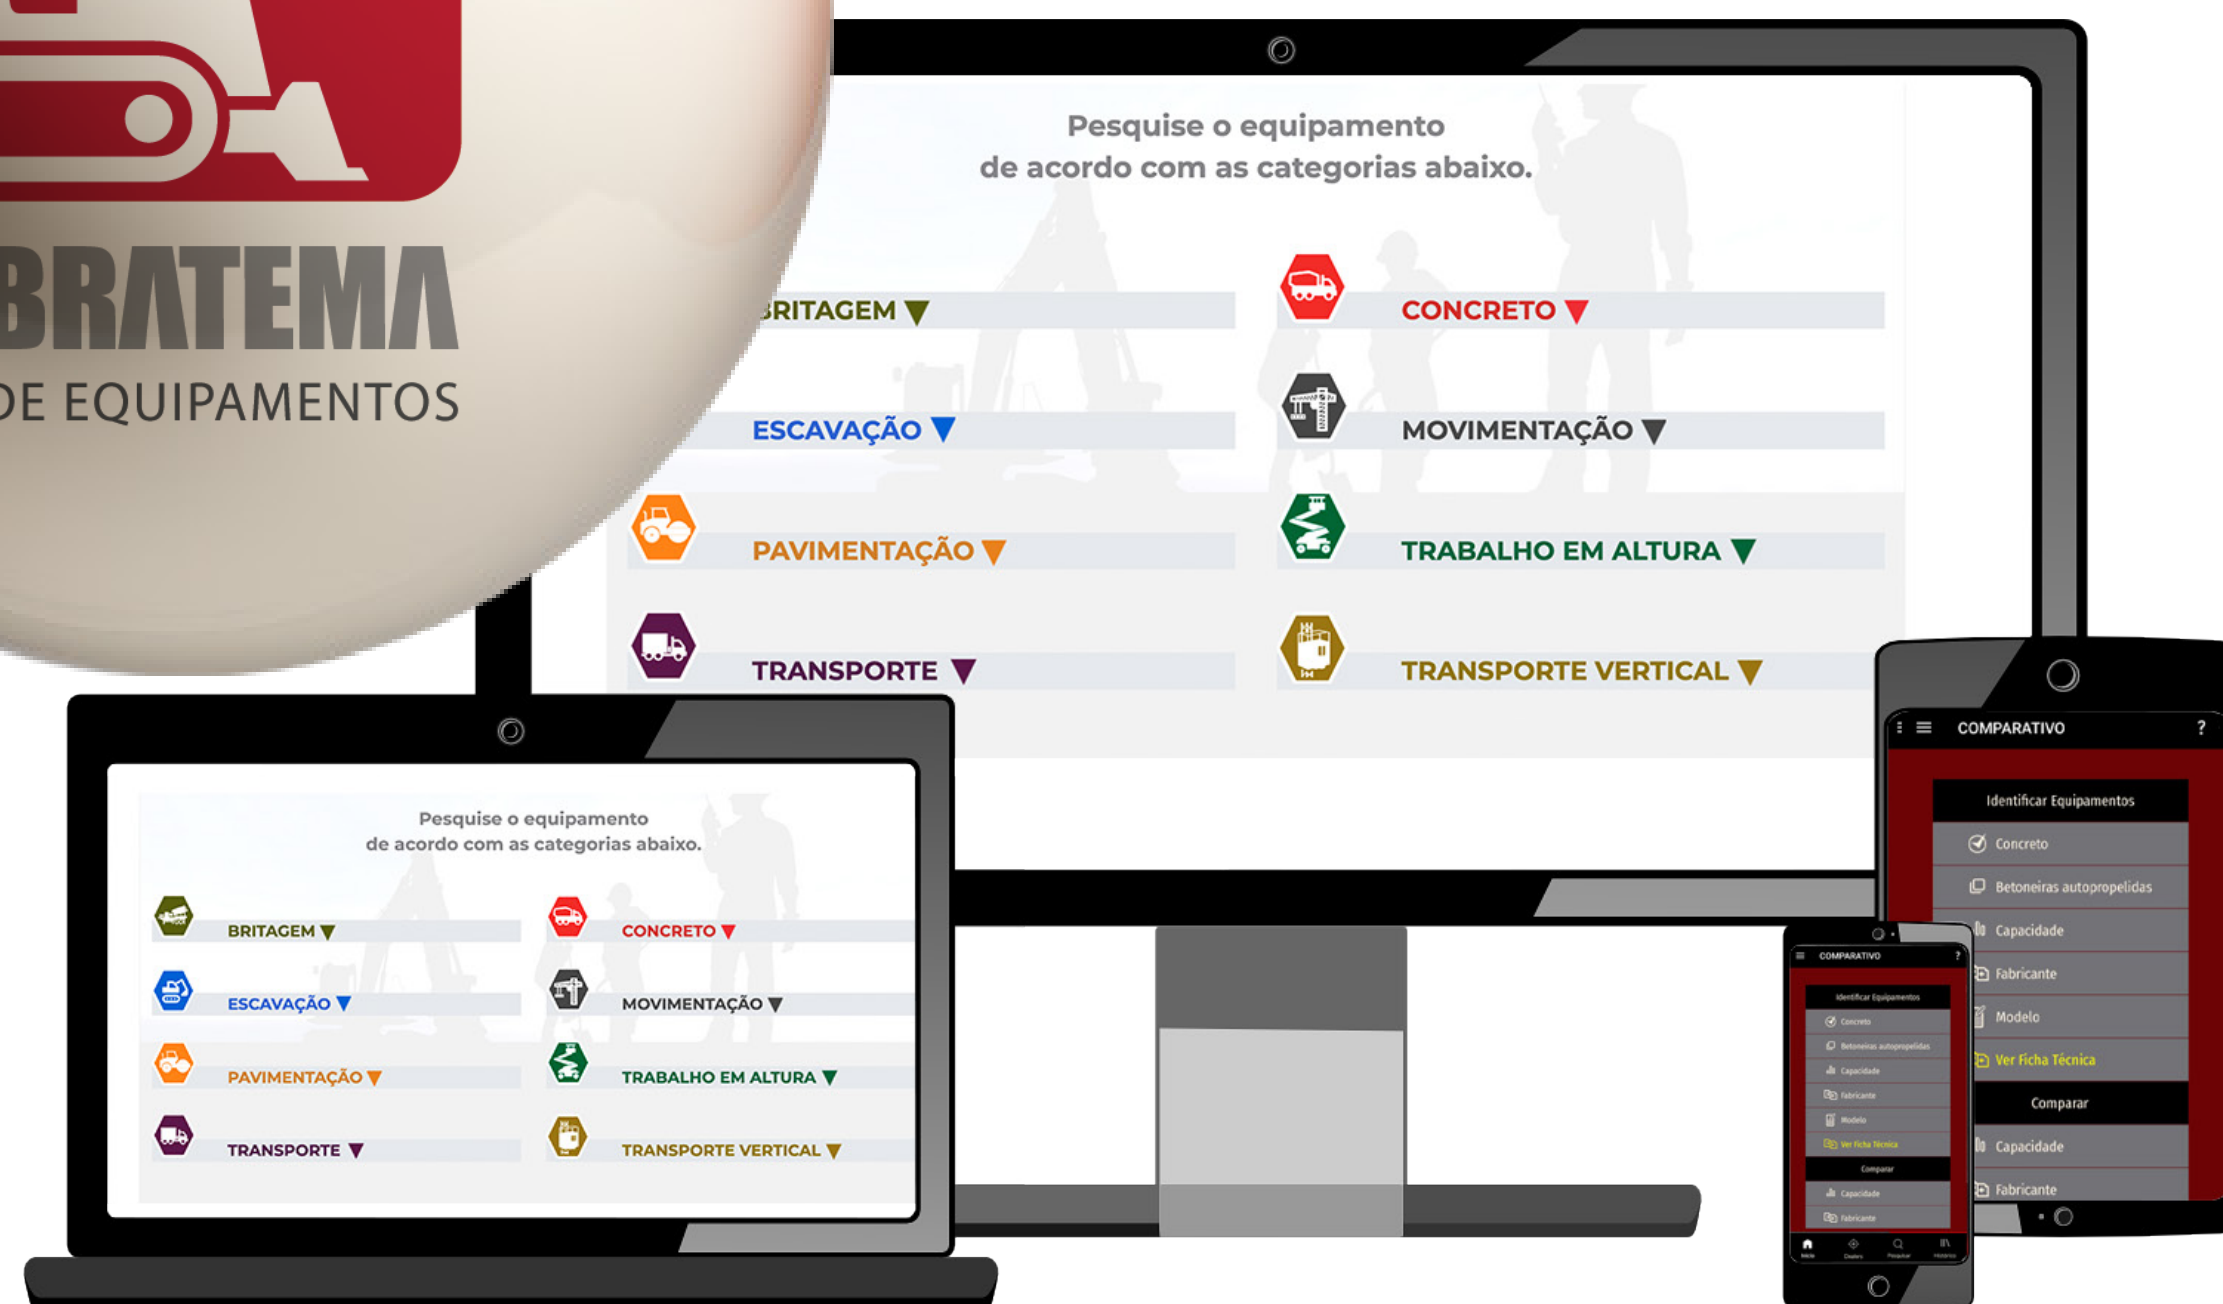 BRATEMA
DE EQUIPAMENTOS
Pesquise o equipamento
de acordo com as categorias abaixo.
BRITAGEM
CONCRETO
ESCAVAÇÃO
MOVIMENTAÇÃO
PAVIMENTAÇÃO
TRABALHO EM ALTURA
TRANSPORTE
TRANSPORTE VERTICAL
Pesquise o equipamento
de acordo com as categorias abaixo.
BRITAGEM
CONCRETO
ESCAVAÇÃO
MOVIMENTAÇÃO
PAVIMENTAÇÃO
TRABALHO EM ALTURA
TRANSPORTE
TRANSPORTE VERTICAL
COMPARATIVO ?
Identificar Equipamentos
Concreto
Betoneiras autopropelidas
Capacidade
Fabricante
Modelo
Ver Ficha Técnica
Comparar
Capacidade
Fabricante
COMPARATIVO ?
Identificar Equipamentos
Concreto
Betoneiras autopropelidas
Capacidade
Fabricante
Modelo
Ver Ficha Técnica
Comparar
Capacidade
Fabricante